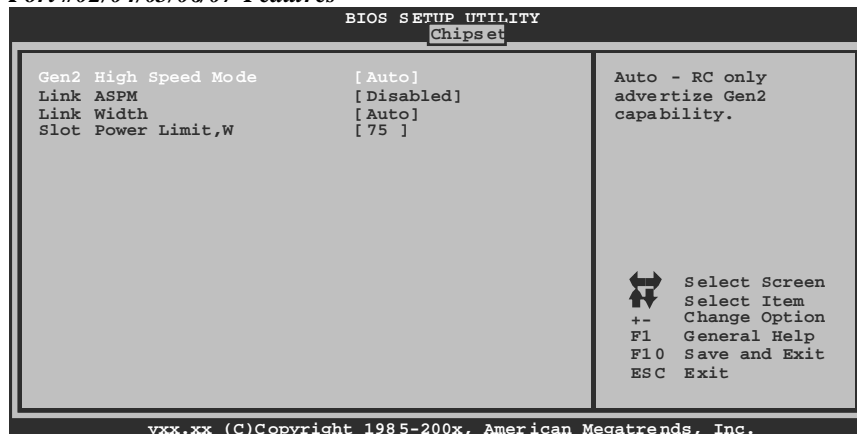 BIOS SETUP UTILITY
Chipset
Gen2 High Speed Mode [Auto]
Link ASPM [Disabled]
Link Width [Auto]
Slot Power Limit,W [75 ]
Auto - RC only
advertize Gen2
capability.
Select Screen
Select Item
+- Change Option
F1 General Help
F10 Save and Exit
ESC Exit
vxx.xx (C)Copyright 1985-200x, American Megatrends, Inc.